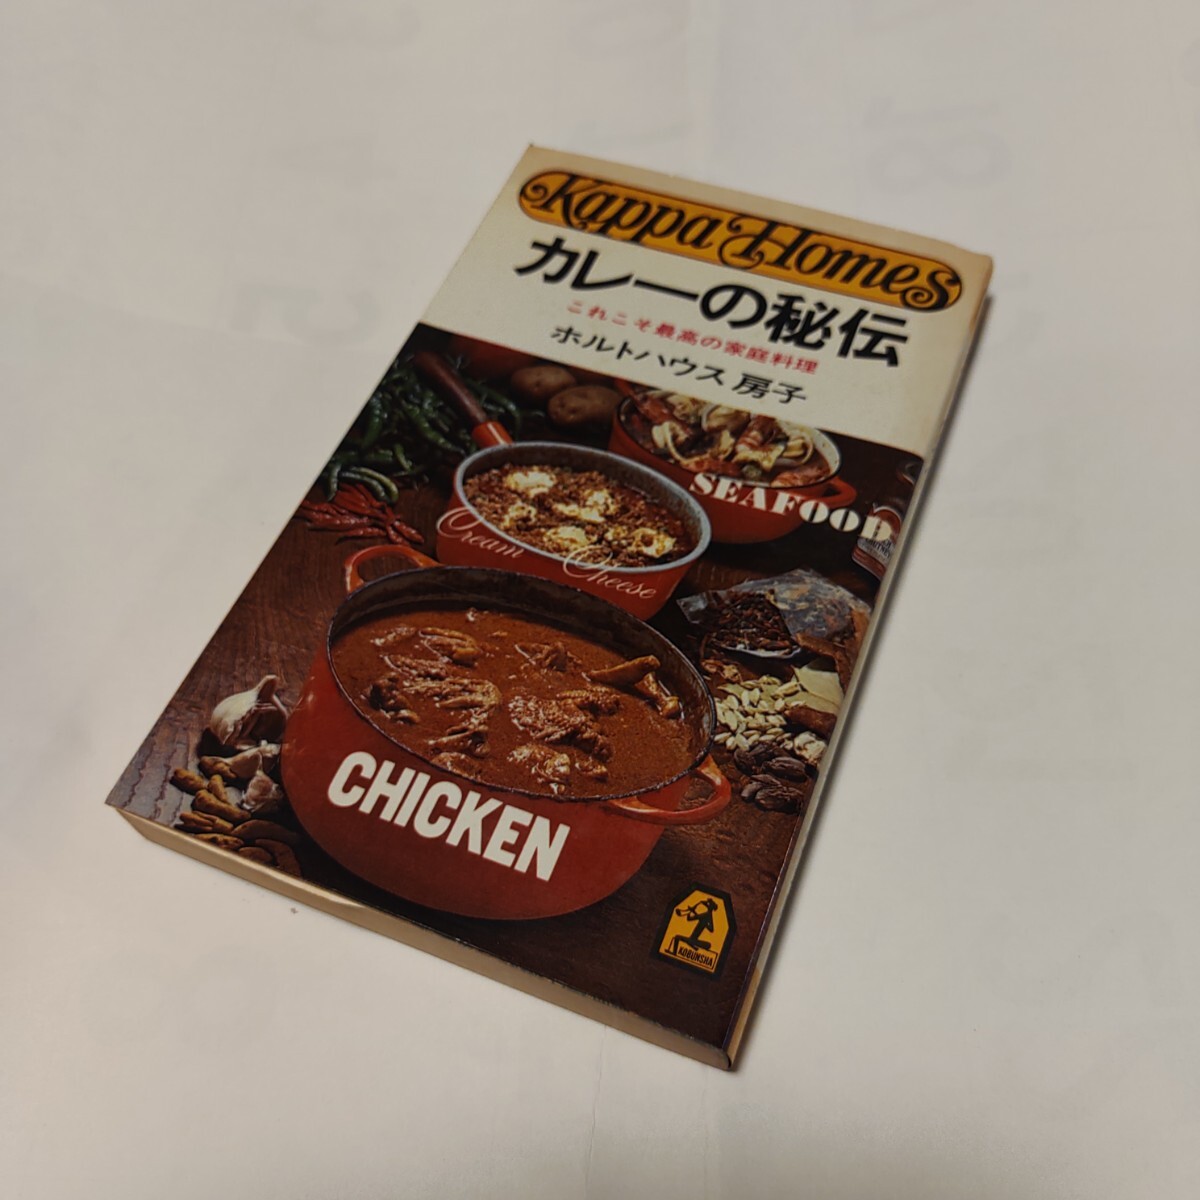 Kappa Homes
カレーの秘伝
これこそ最高の家庭料理
ホルトハウス房子
SEAFOOD
Cream Cheese
CHICKEN
KOBUNSHA